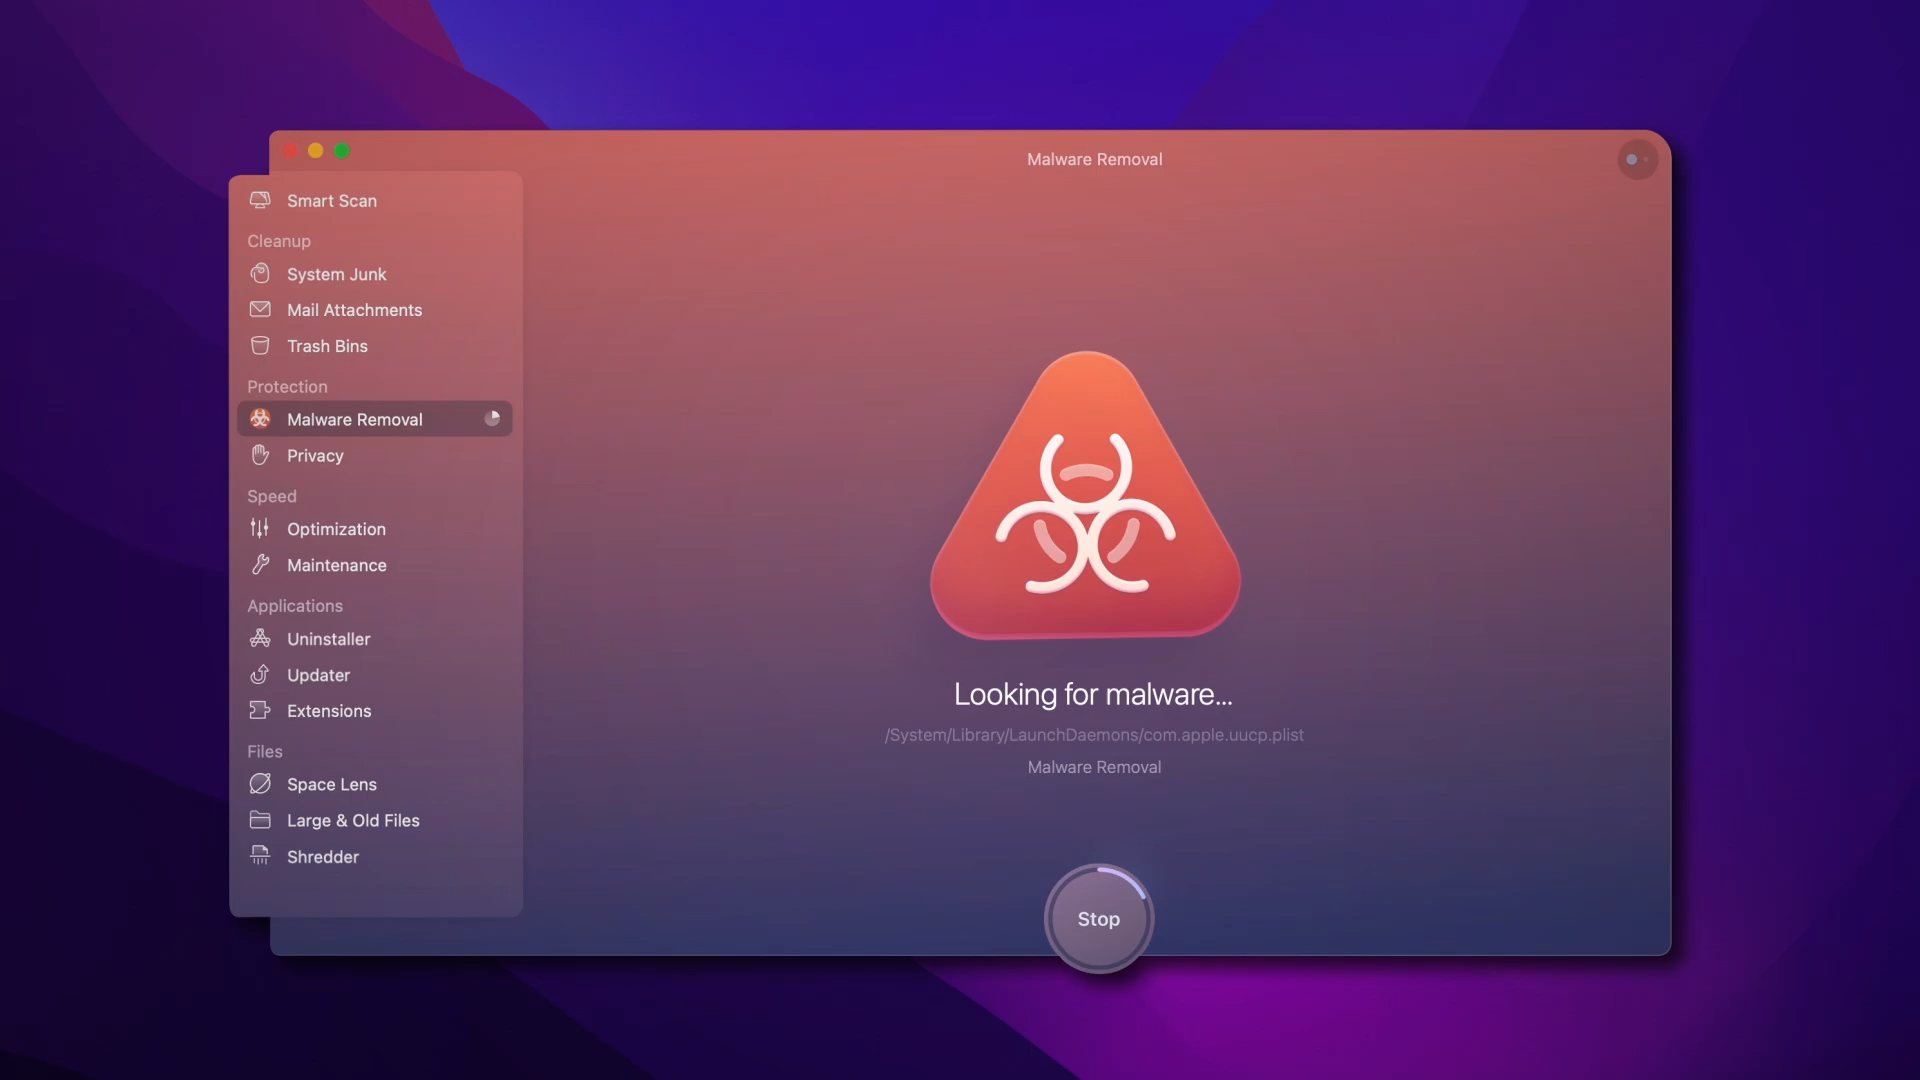 Malware Removal
Smart Scan
Cleanup
System Junk
Mail Attachments
Trash Bins
Protection
Malware Removal
Privacy
Speed
Optimization
Maintenance
Applications
Uninstaller
Updater
Extensions
Files
Space Lens
Large & Old Files
Shredder
Looking for malware...
/System/Library/LaunchDaemons/com.apple.uucp.plist
Malware Removal
Stop